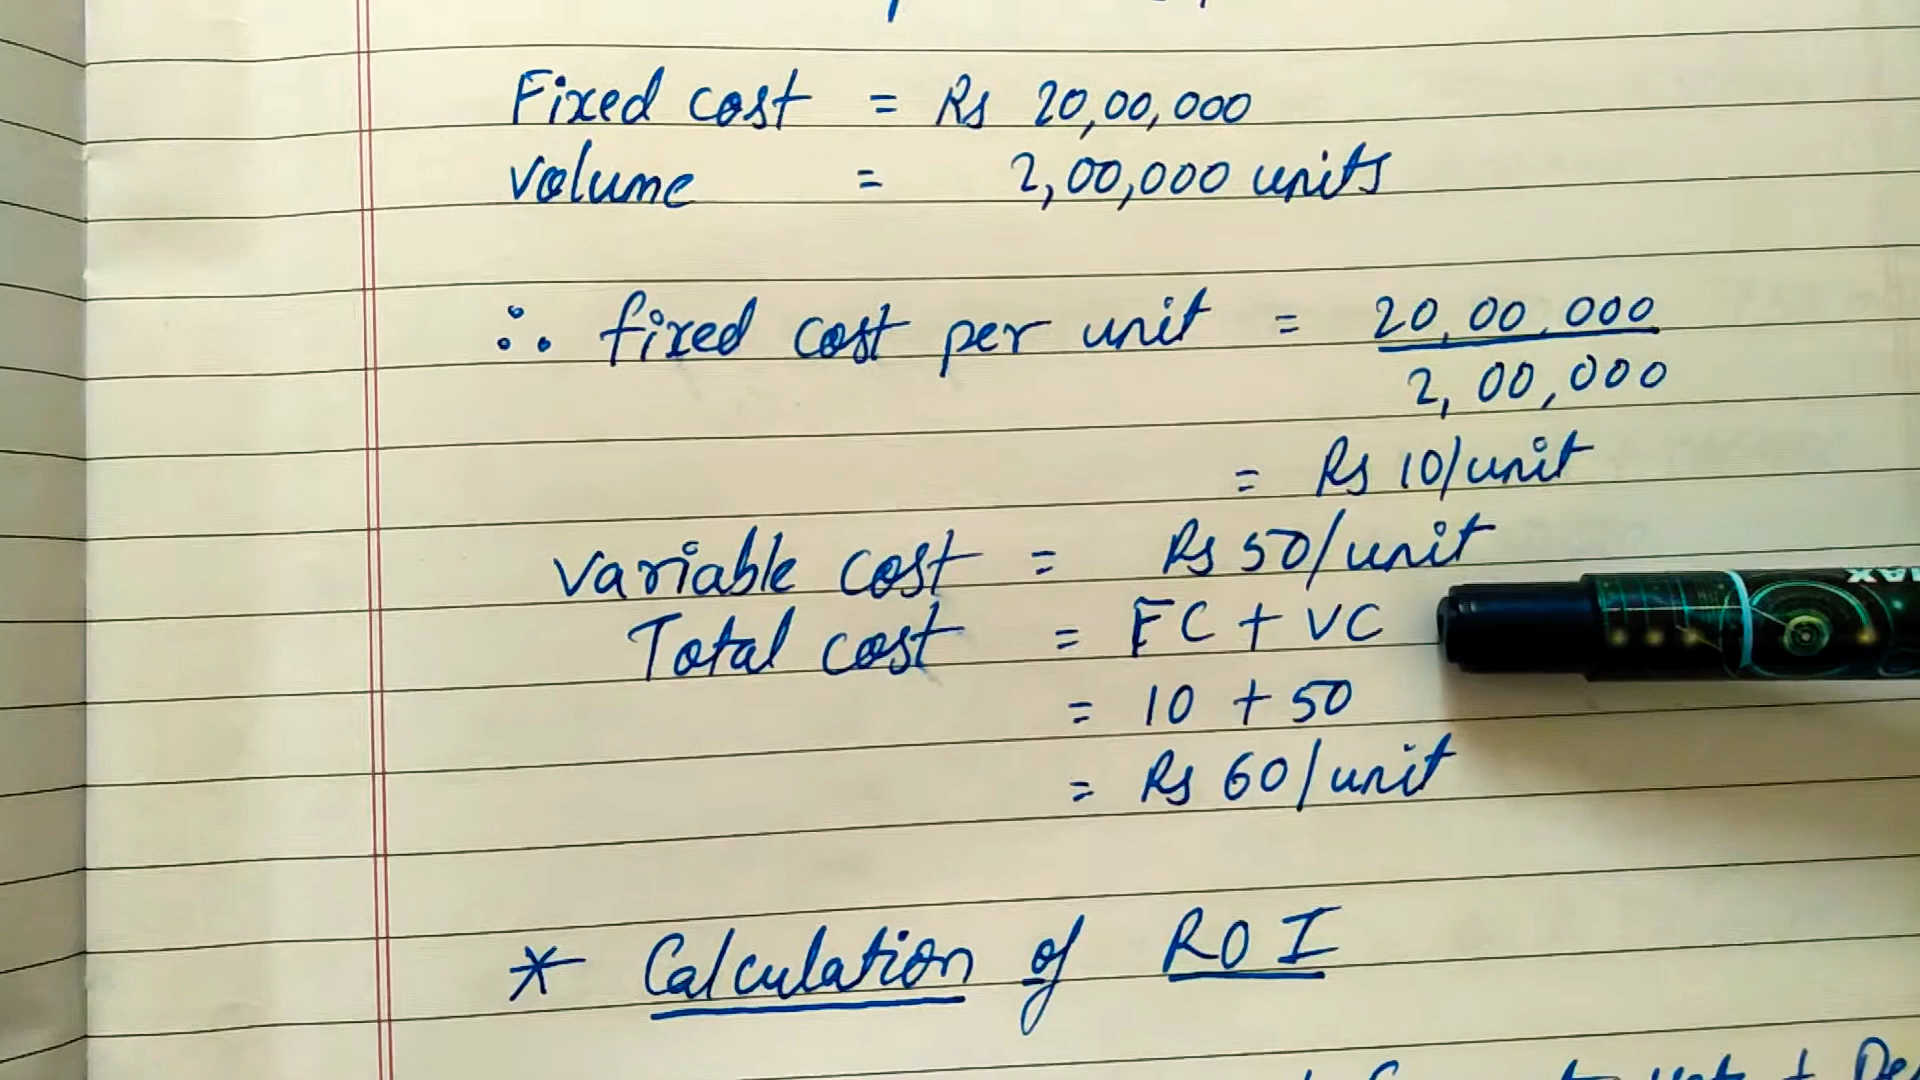 Fixed cost = Rs 20,00,000
Volume = 2,00,000 units
∴ fixed cost per unit = 20,00,000
2,00,000
= Rs 10/unit
Variable cost = Rs 50/unit
Total cost = FC + VC
= 10 + 50
= Rs 60/unit
* Calculation of ROI